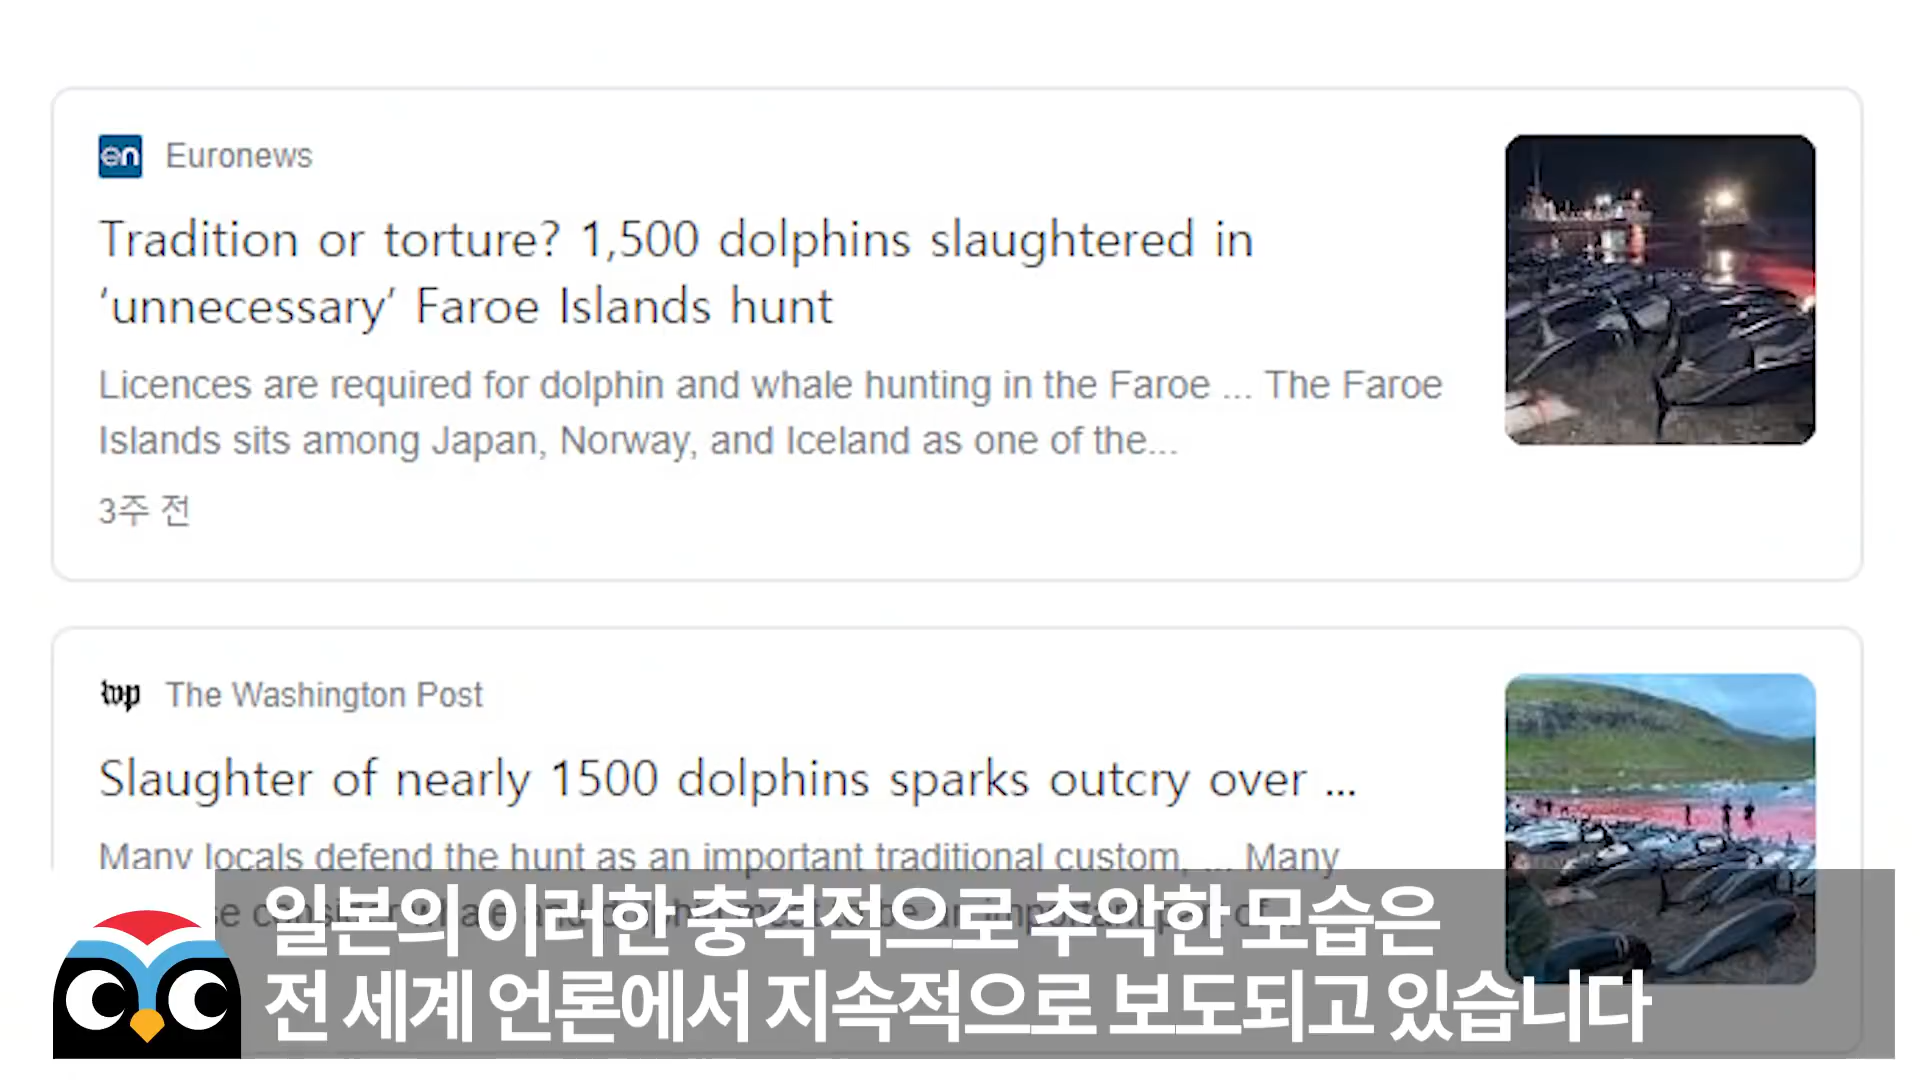 en Euronews
Tradition or torture? 1,500 dolphins slaughtered in
‘unnecessary’ Faroe Islands hunt
Licences are required for dolphin and whale hunting in the Faroe ... The Faroe
Islands sits among Japan, Norway, and Iceland as one of the...
3주 전
wp The Washington Post
Slaughter of nearly 1500 dolphins sparks outcry over ...
Many locals defend the hunt as an important traditional custom, ... Many
일본의 이러한 충격적으로 추악한 모습은
전 세계 언론에서 지속적으로 보도되고 있습니다